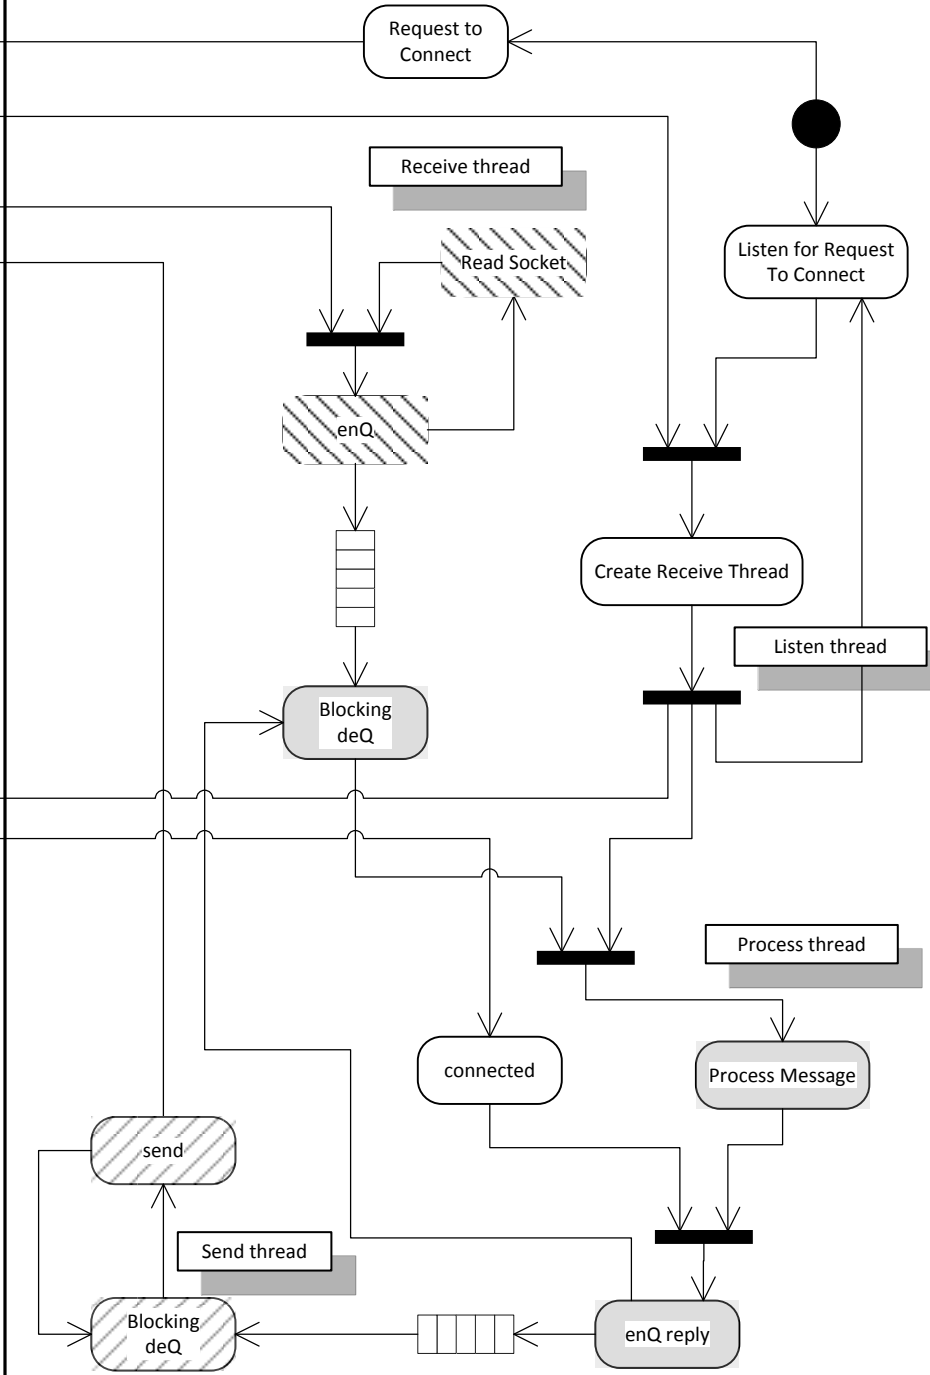 Request to
Connect
Receive thread
Read Socket
Listen for Request
To Connect
enQ
Create Receive Thread
Listen thread
Blocking
deQ
Process thread
connected
Process Message
send
Send thread
Blocking
deQ
enQ reply